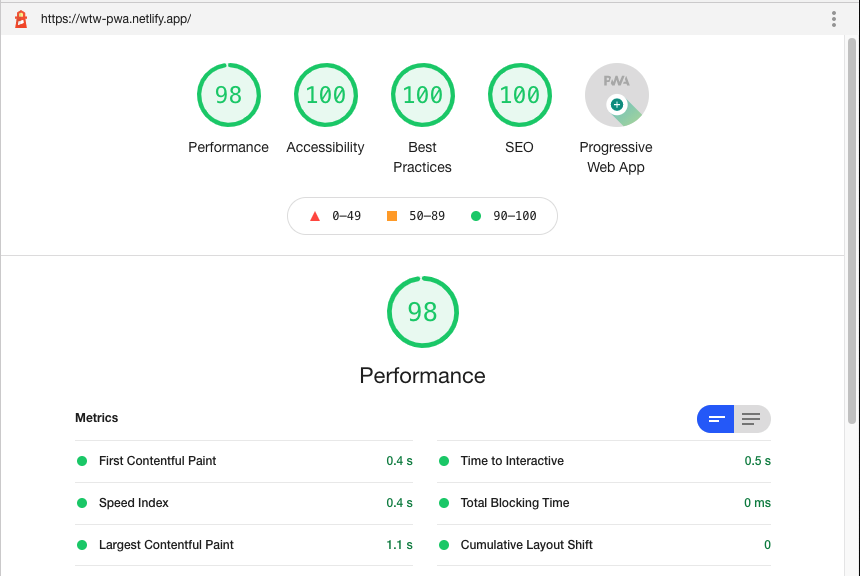 https://wtw-pwa.netlify.app/
98 100 100 100 PWA
Performance Accessibility Best Practices SEO Progressive Web App
0–49 50–89 90–100
98
Performance
Metrics
First Contentful Paint 0.4 s
Time to Interactive 0.5 s
Speed Index 0.4 s
Total Blocking Time 0 ms
Largest Contentful Paint 1.1 s
Cumulative Layout Shift 0